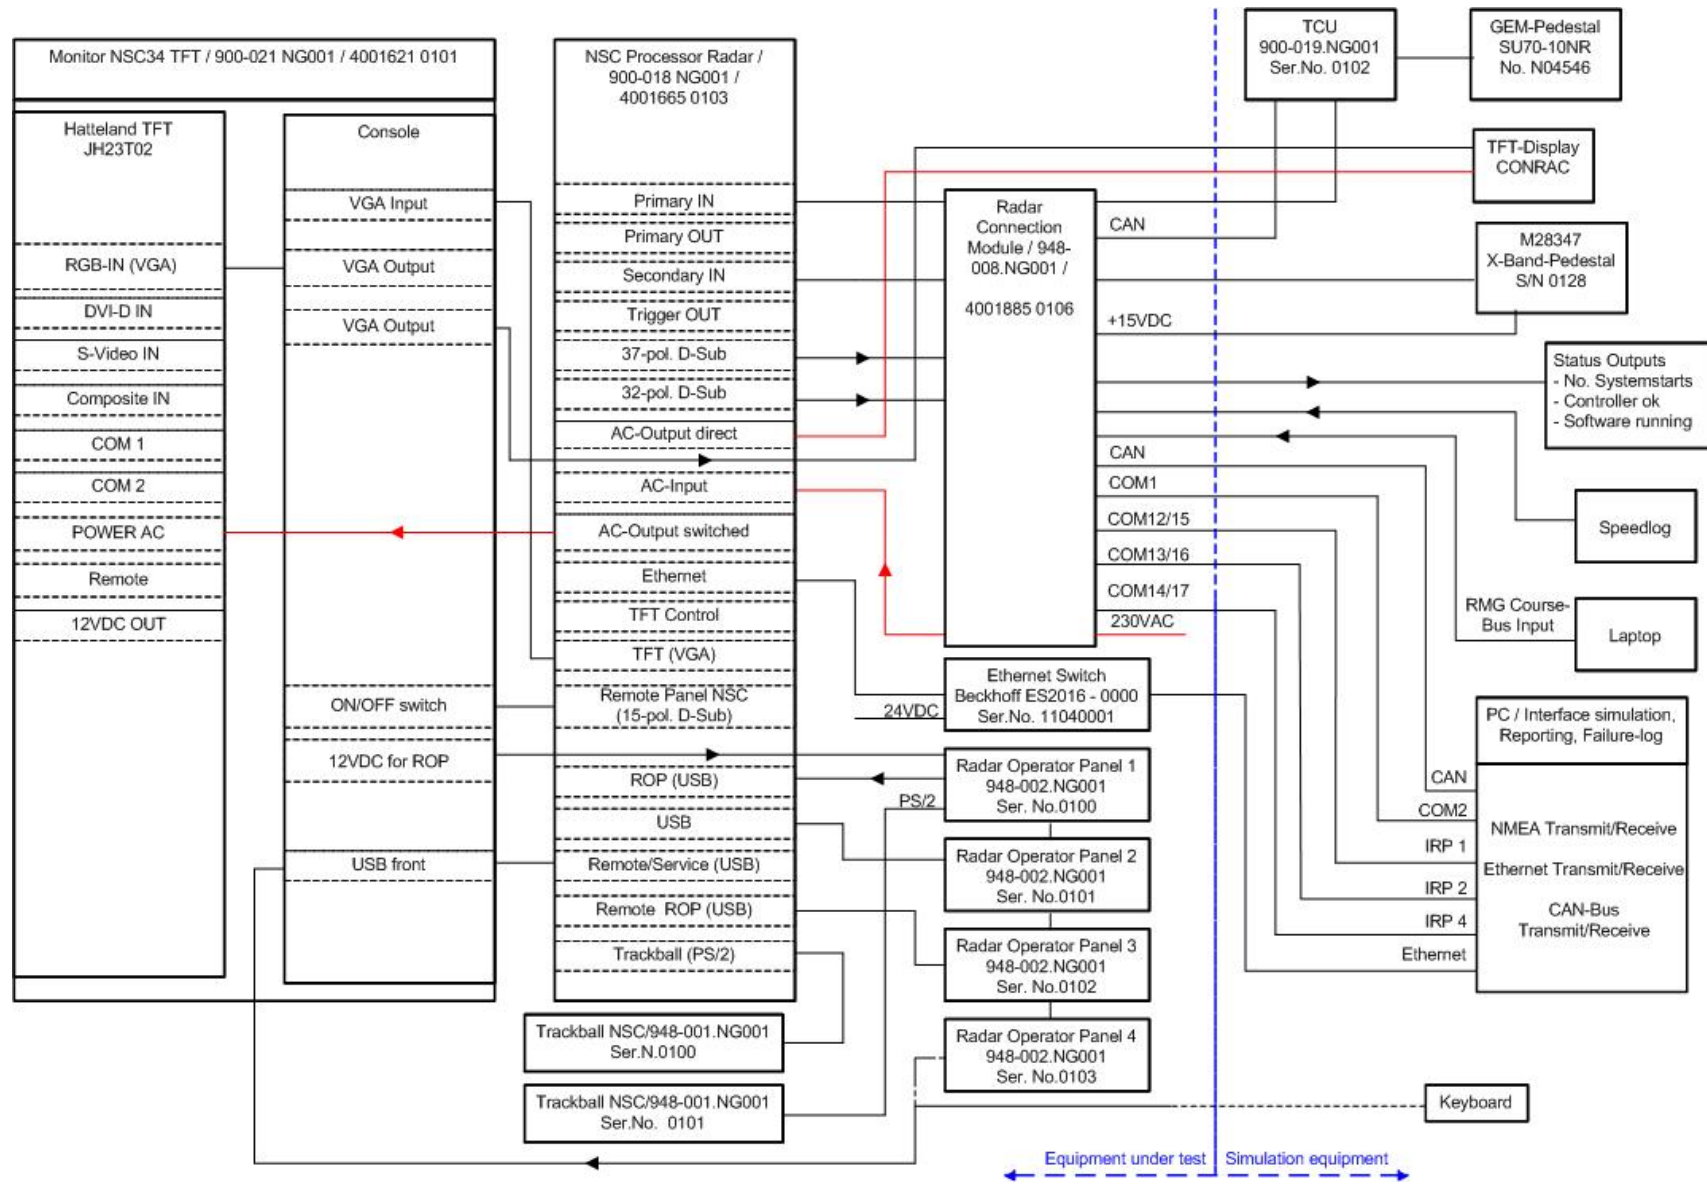 Monitor NSC34 TFT / 900-021 NG001 / 4001621 0101
Hatteland TFT
JH23T02
RGB-IN (VGA)
DVI-D IN
S-Video IN
Composite IN
COM 1
COM 2
POWER AC
Remote
12VDC OUT
Console
VGA Input
VGA Output
VGA Output
ON/OFF switch
12VDC for ROP
USB front
NSC Processor Radar /
900-018 NG001 /
4001665 0103
Primary IN
Primary OUT
Secondary IN
Trigger OUT
37-pol. D-Sub
32-pol. D-Sub
AC-Output direct
AC-Input
AC-Output switched
Ethernet
TFT Control
TFT (VGA)
Remote Panel NSC
(15-pol. D-Sub)
ROP (USB)
USB
Remote/Service (USB)
Remote ROP (USB)
Trackball (PS/2)
Trackball NSC/948-001.NG001
Ser.N.0100
Trackball NSC/948-001.NG001
Ser.No. 0101
Radar
Connection
Module / 948-
008.NG001 /
4001885 0106
CAN
+15VDC
CAN
COM1
COM12/15
COM13/16
COM14/17
230VAC
Ethernet Switch
Beckhoff ES2016 - 0000
Ser.No. 11040001
24VDC
Radar Operator Panel 1
948-002.NG001
Ser. No.0100
PS/2
Radar Operator Panel 2
948-002.NG001
Ser. No.0101
Radar Operator Panel 3
948-002.NG001
Ser. No.0102
Radar Operator Panel 4
948-002.NG001
Ser. No.0103
TCU
900-019.NG001
Ser.No. 0102
GEM-Pedestal
SU70-10NR
No. N04546
TFT-Display
CONRAC
M28347
X-Band-Pedestal
S/N 0128
Status Outputs
- No. Systemstarts
- Controller ok
- Software running
Speedlog
RMG Course-
Bus Input
Laptop
PC / Interface simulation,
Reporting, Failure-log
CAN
COM2
IRP 1
IRP 2
IRP 4
Ethernet
NMEA Transmit/Receive
Ethernet Transmit/Receive
CAN-Bus
Transmit/Receive
Keyboard
Equipment under test
Simulation equipment